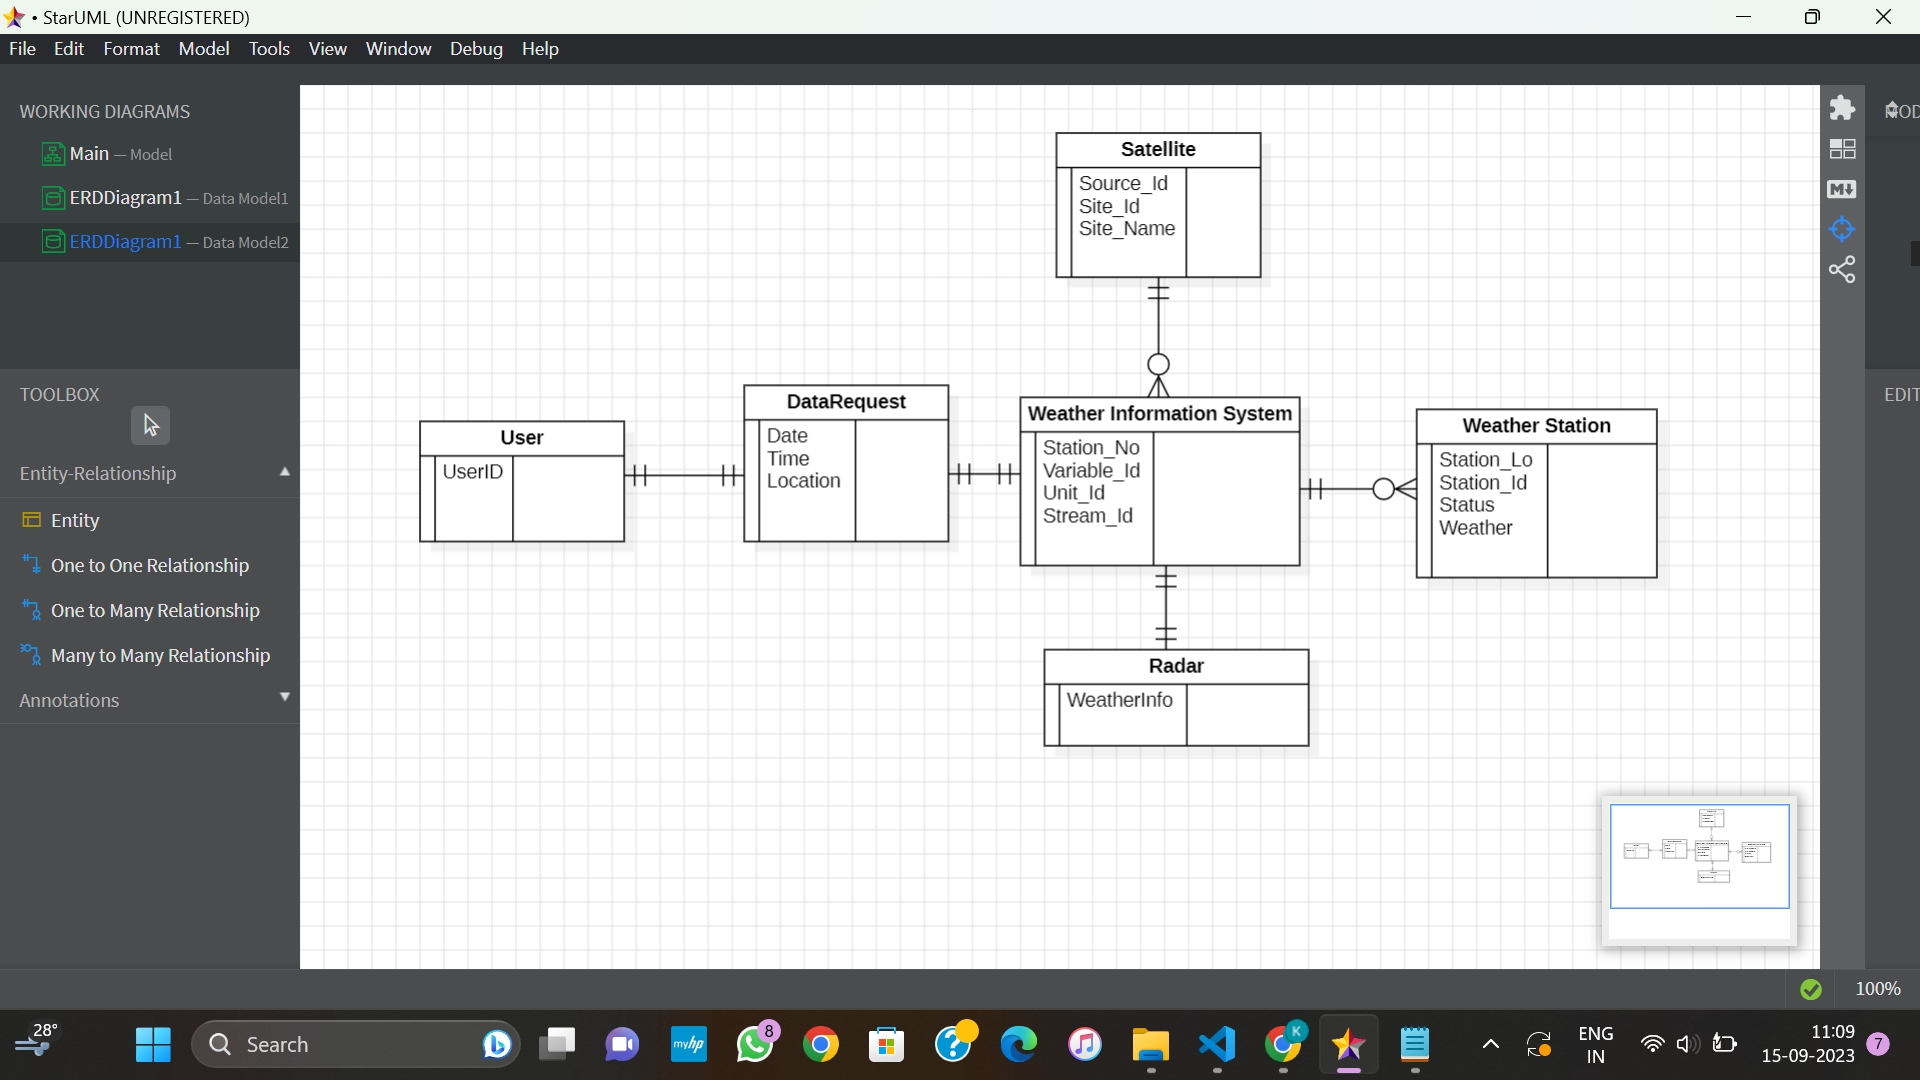 • StarUML (UNREGISTERED)
File Edit Format Model Tools View Window Debug Help
WORKING DIAGRAMS
Main — Model
ERDDiagram1 — Data Model1
ERDDiagram1 — Data Model2
TOOLBOX
Entity-Relationship
Entity
One to One Relationship
One to Many Relationship
Many to Many Relationship
Annotations
Satellite
Source_Id
Site_Id
Site_Name
User
UserID
DataRequest
Date
Time
Location
Weather Information System
Station_No
Variable_Id
Unit_Id
Stream_Id
Weather Station
Station_Lo
Station_Id
Status
Weather
Radar
WeatherInfo
M
EDIT
100%
28°
Search
myhp
8
K
ENG
IN
11:09
15-09-2023
7